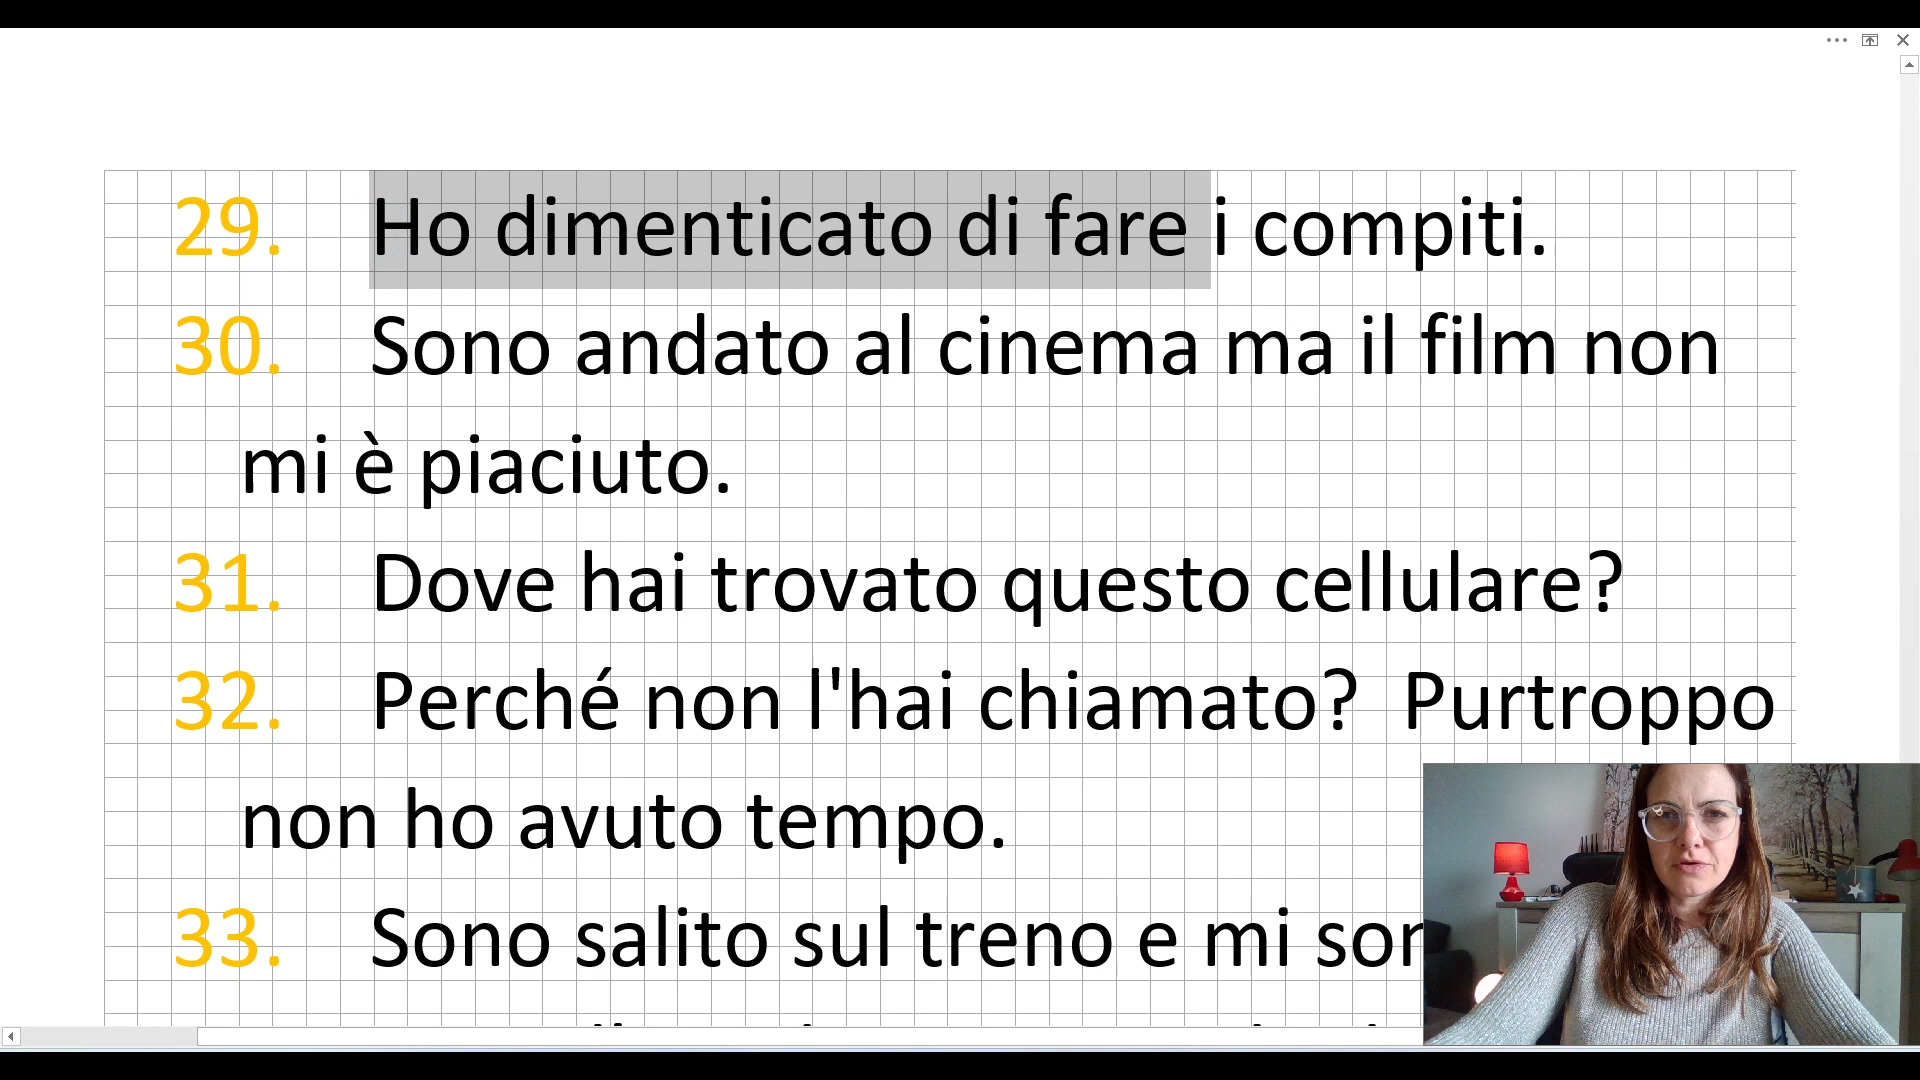 29. Ho dimenticato di fare i compiti.
30. Sono andato al cinema ma il film non
mi è piaciuto.
31. Dove hai trovato questo cellulare?
32. Perché non l'hai chiamato? Purtroppo
non ho avuto tempo.
33. Sono salito sul treno e mi